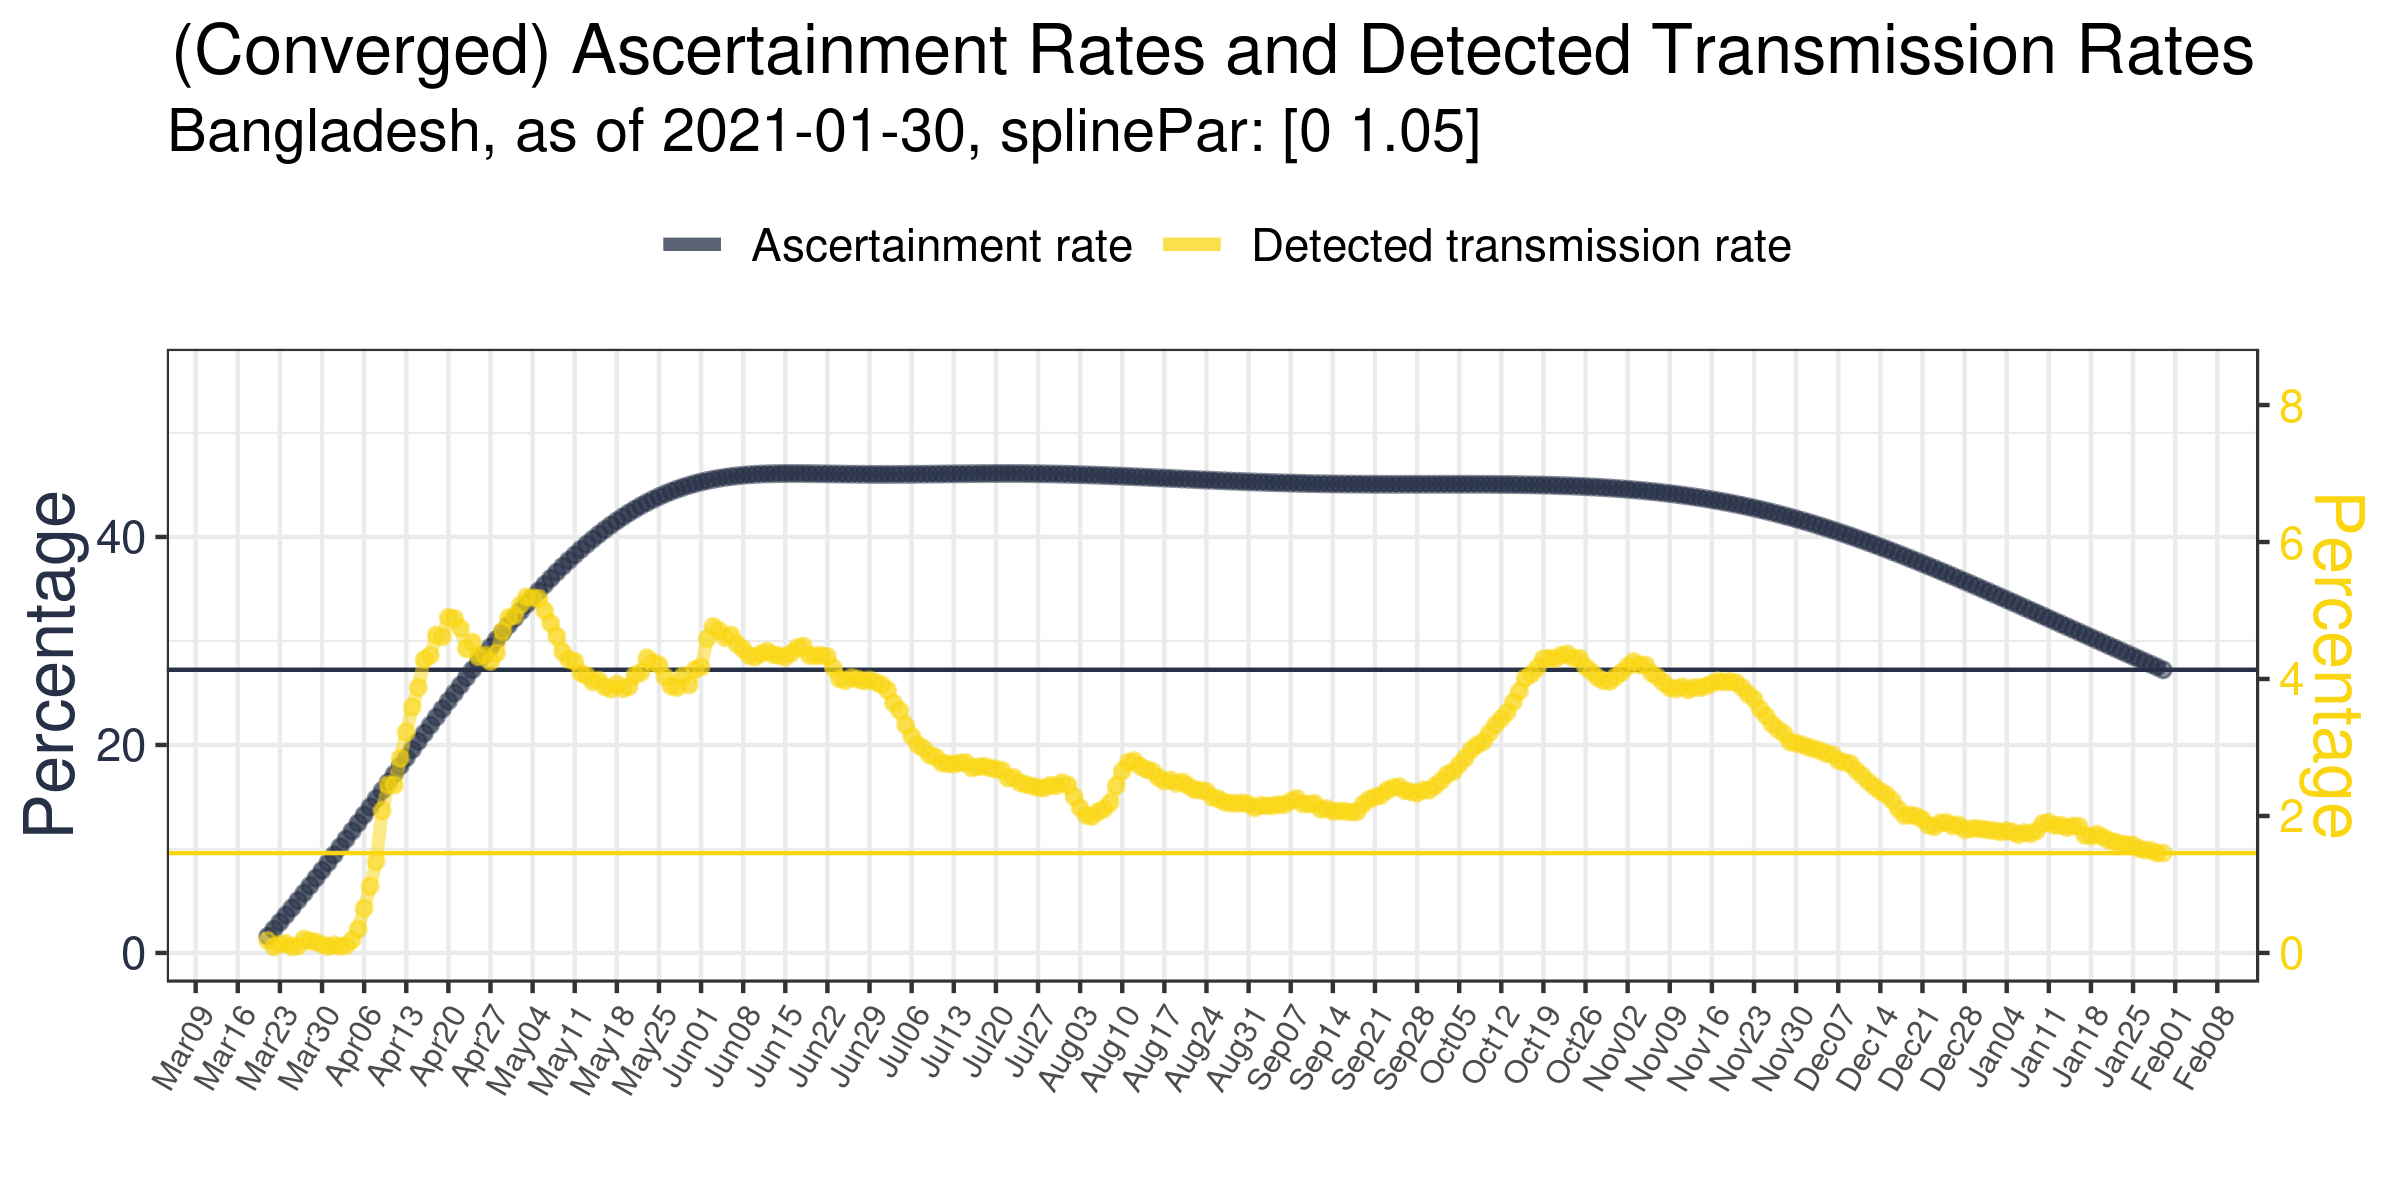 (Converged) Ascertainment Rates and Detected Transmission Rates
Bangladesh, as of 2021-01-30, splinePar: [0 1.05]
Ascertainment rate Detected transmission rate
Percentage
40
20
0
8
6
4
2
0
Percentage
Mar09 Mar16 Mar23 Mar30 Apr06 Apr13 Apr20 Apr27 May04 May11 May18 May25 Jun01 Jun08 Jun15 Jun22 Jun29 Jul06 Jul13 Jul20 Jul27 Aug03 Aug10 Aug17 Aug24 Aug31 Sep07 Sep14 Sep21 Sep28 Oct05 Oct12 Oct19 Oct26 Nov02 Nov09 Nov16 Nov23 Nov30 Dec07 Dec14 Dec21 Dec28 Jan04 Jan11 Jan18 Jan25 Feb01 Feb08